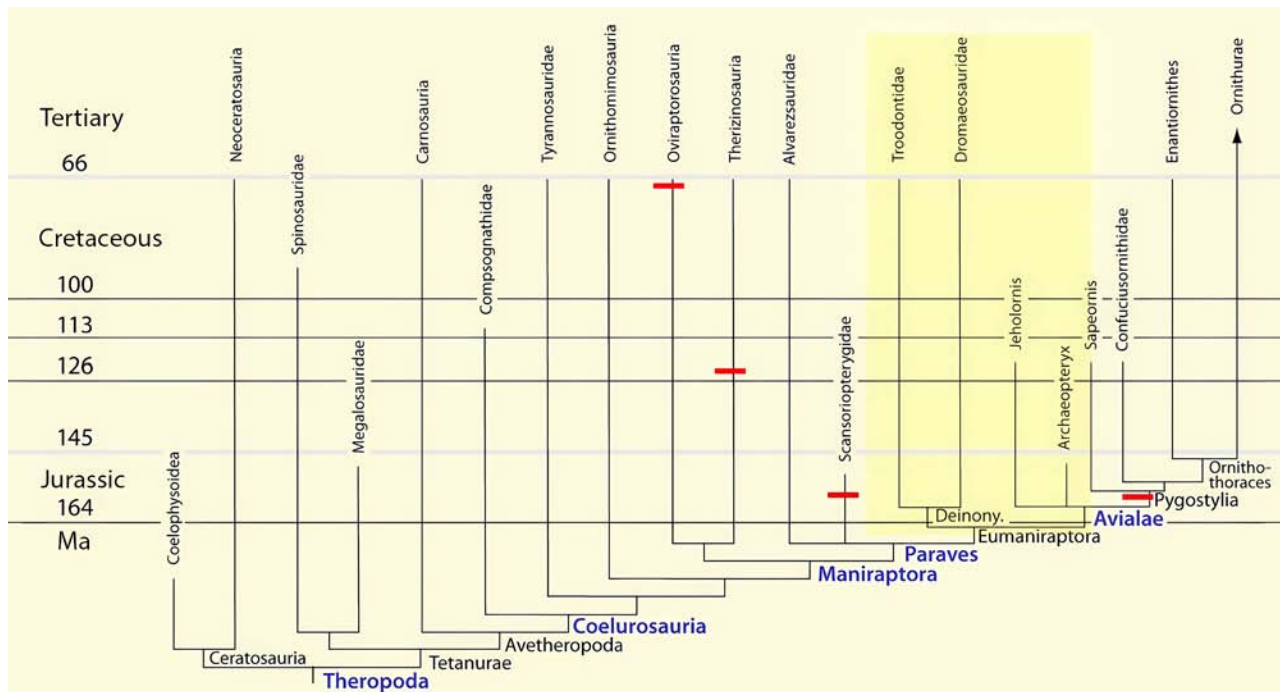 Neoceratosauria
Carnosauria
Tyrannosauridae
Ornithomimosauria
Oviraptorosauria
Therizinosauria
Alvarezsauridae
Troodontidae
Dromaeosauridae
Enantiornithes
Ornithurae
Tertiary
66
Spinosauridae
Compsognathidae
Cretaceous
100
113
126
145
Megalosauridae
Scansoriopterygidae
Jeholornis
Archaeopteryx
Sapeornis
Confuciusornithidae
Jurassic
164
Ma
Coelophysoidea
Ornitho-
thoraces
Pygostylia
Deinony.
Avialae
Eumaniraptora
Paraves
Maniraptora
Coelurosauria
Avetheropoda
Ceratosauria
Tetanurae
Theropoda